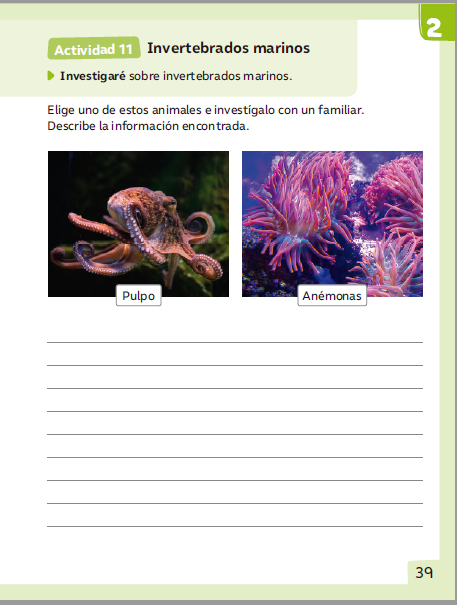 2
Actividad 11 Invertebrados marinos
Investigaré sobre invertebrados marinos.
Elige uno de estos animales e investígalo con un familiar.
Describe la información encontrada.
Pulpo
Anémonas
39